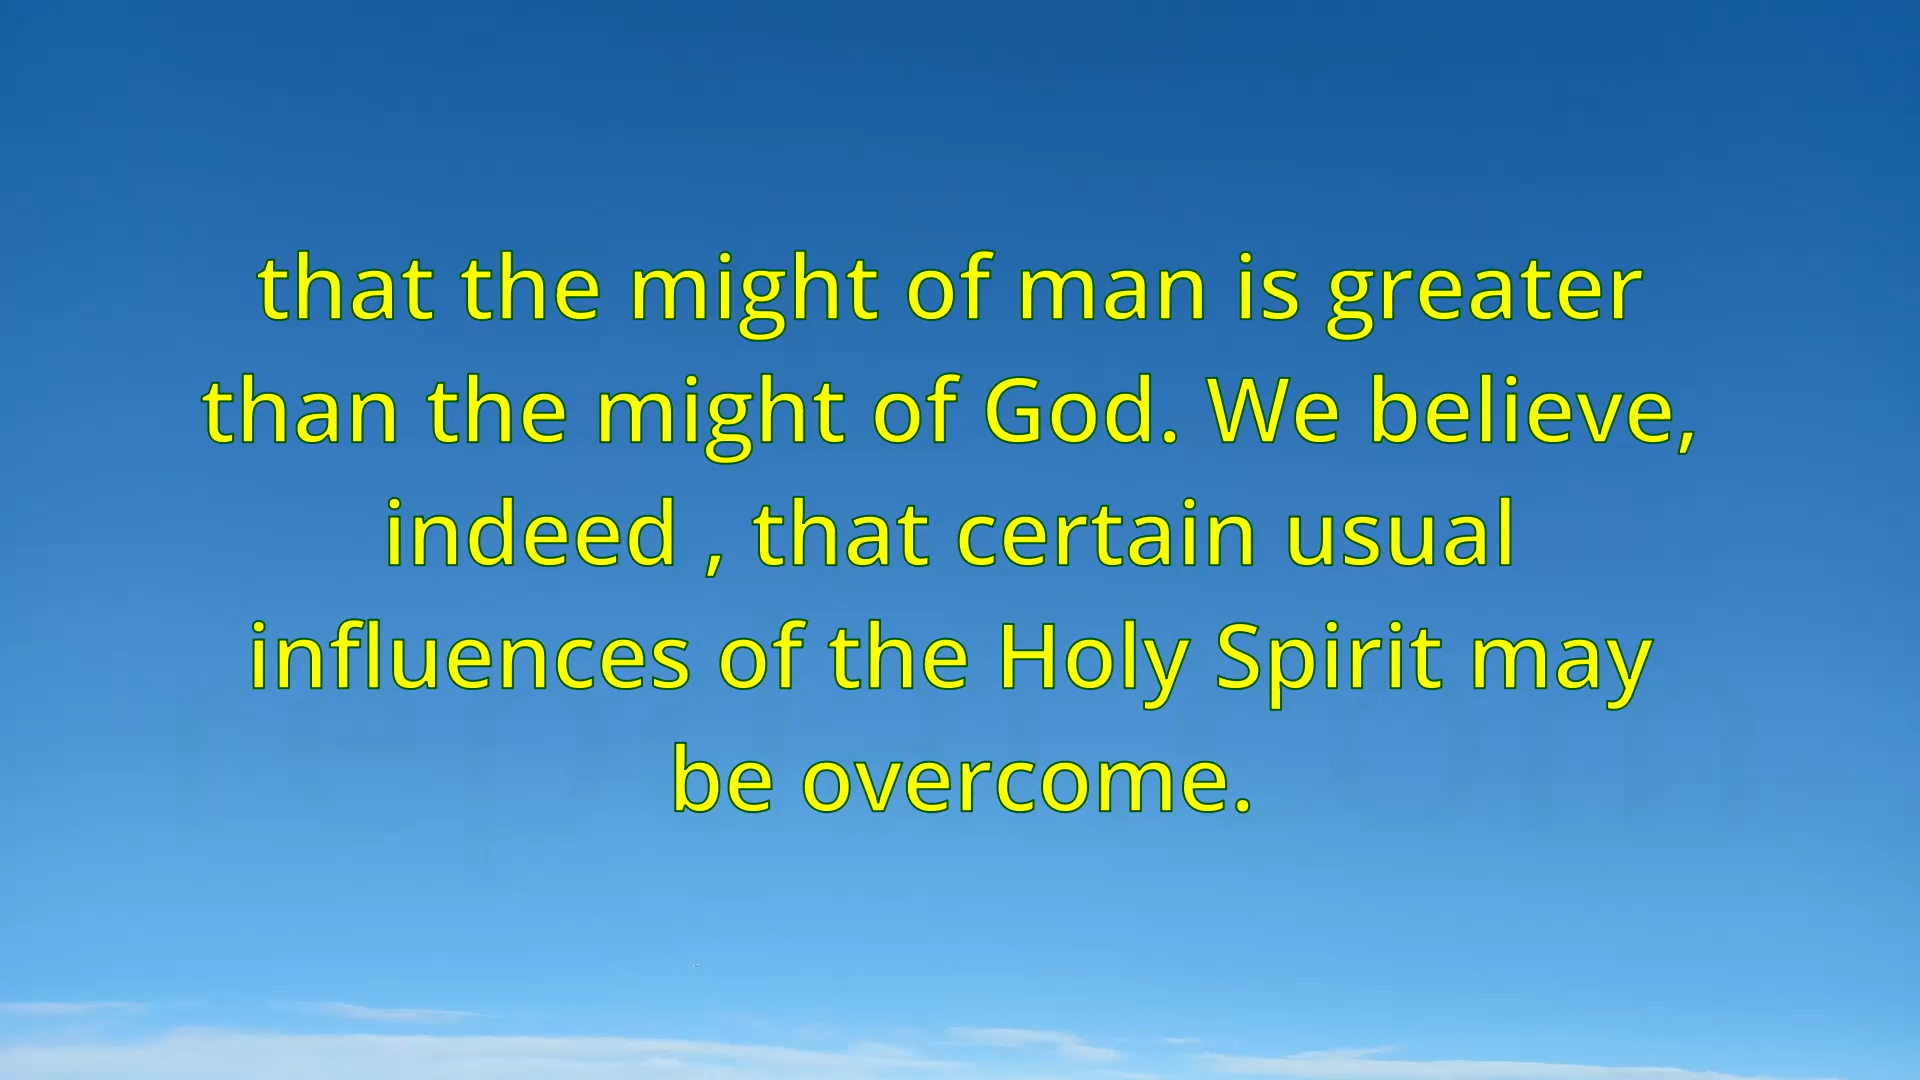 that the might of man is greater
than the might of God. We believe,
indeed , that certain usual
influences of the Holy Spirit may
be overcome.